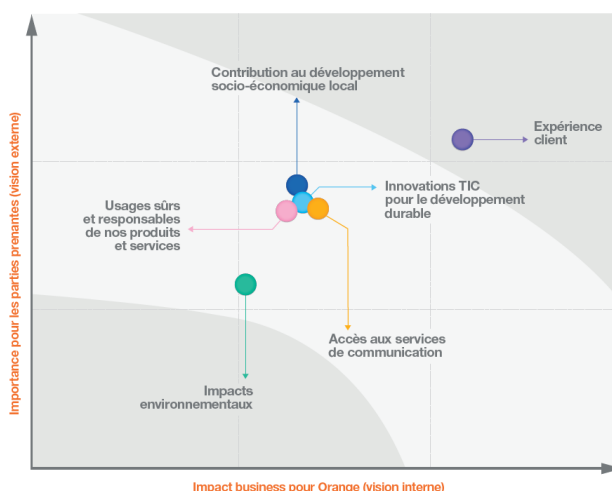 Contribution au développement
socio-économique local
Expérience
client
Innovations TIC
pour le développement
durable
Usages sûrs
et responsables
de nos produits
et services
Accès aux services
de communication
Impacts
environnementaux
Importance pour les parties prenantes (vision externe)
Impact business pour Orange (vision interne)